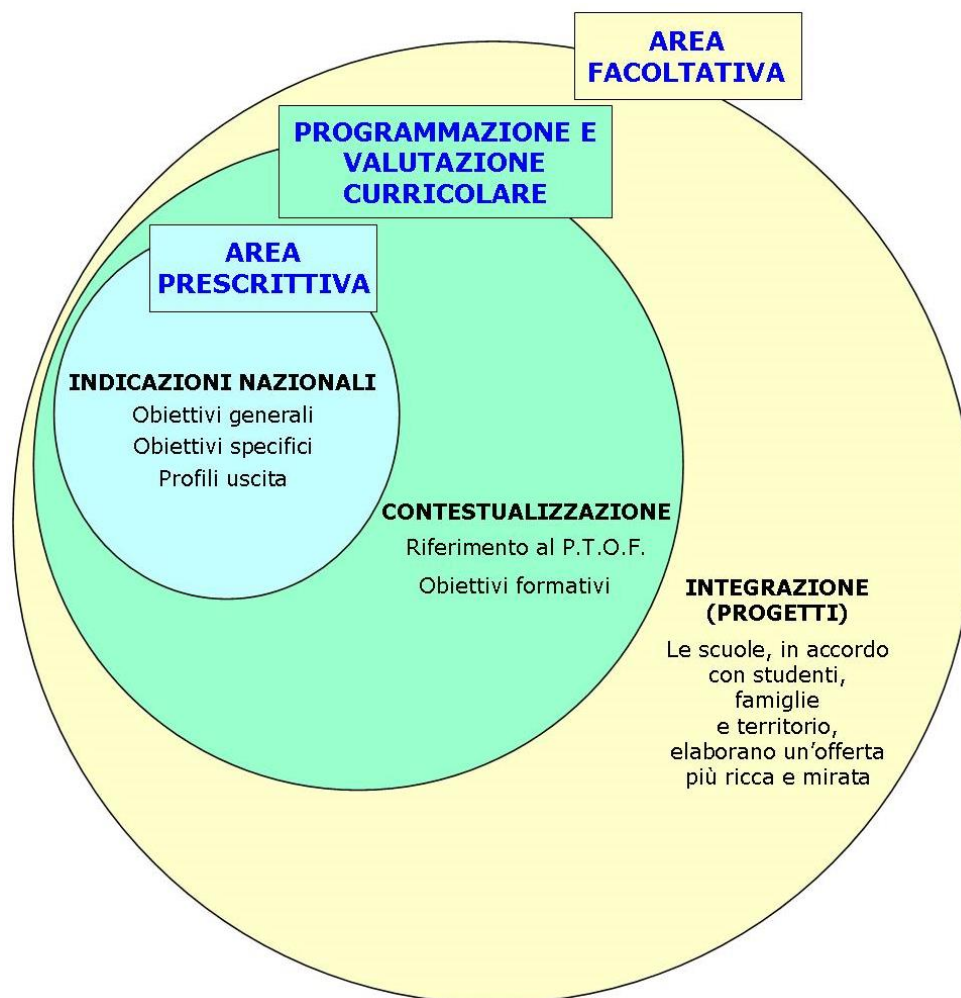 AREA
FACOLTATIVA
PROGRAMMAZIONE E
VALUTAZIONE
CURRICOLARE
AREA
PRESCRITTIVA
INDICAZIONI NAZIONALI
Obiettivi generali
Obiettivi specifici
Profili uscita
CONTESTUALIZZAZIONE
Riferimento al P.T.O.F.
Obiettivi formativi
INTEGRAZIONE
(PROGETTI)
Le scuole, in accordo
con studenti,
famiglie
e territorio,
elaborano un’offerta
più ricca e mirata